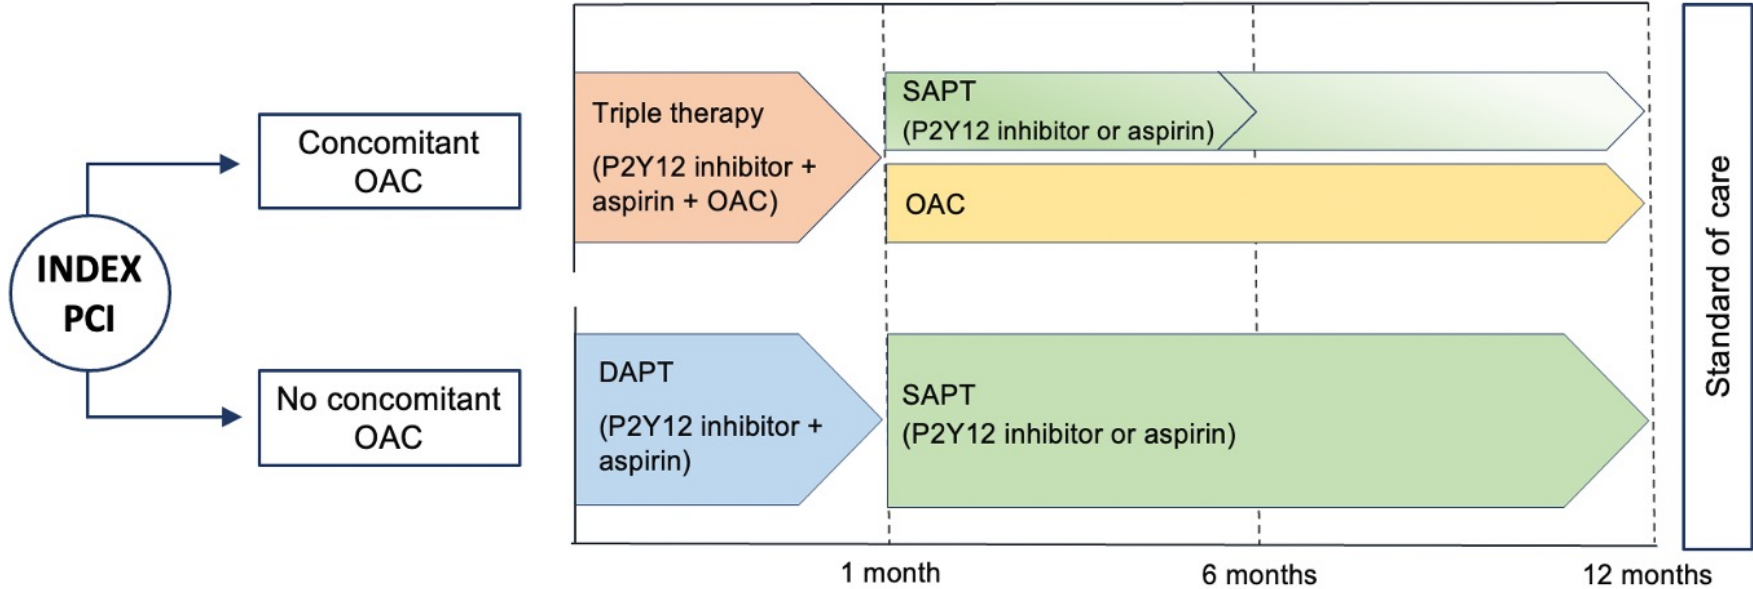 INDEX
PCI
Concomitant
OAC
Triple therapy
(P2Y12 inhibitor +
aspirin + OAC)
SAPT
(P2Y12 inhibitor or aspirin)
OAC
No concomitant
OAC
DAPT
(P2Y12 inhibitor +
aspirin)
SAPT
(P2Y12 inhibitor or aspirin)
1 month
6 months
12 months
Standard of care